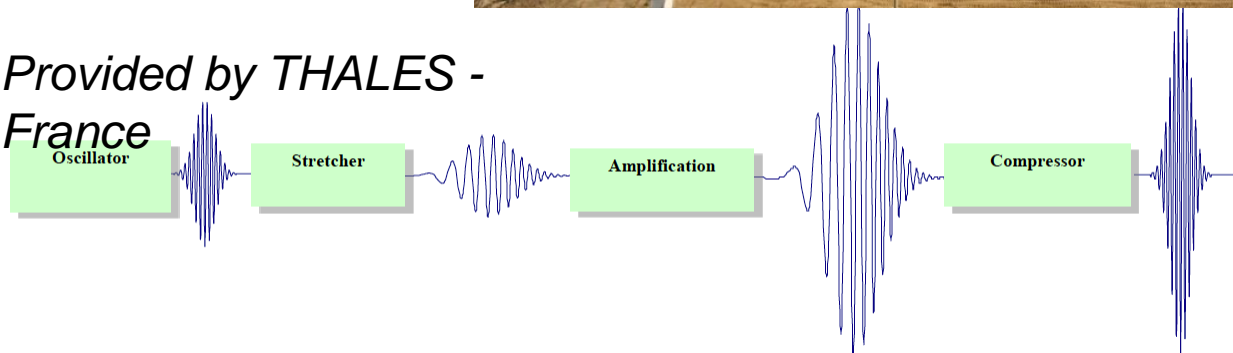 Provided by THALES -
France
Oscillator
Stretcher
Amplification
Compressor